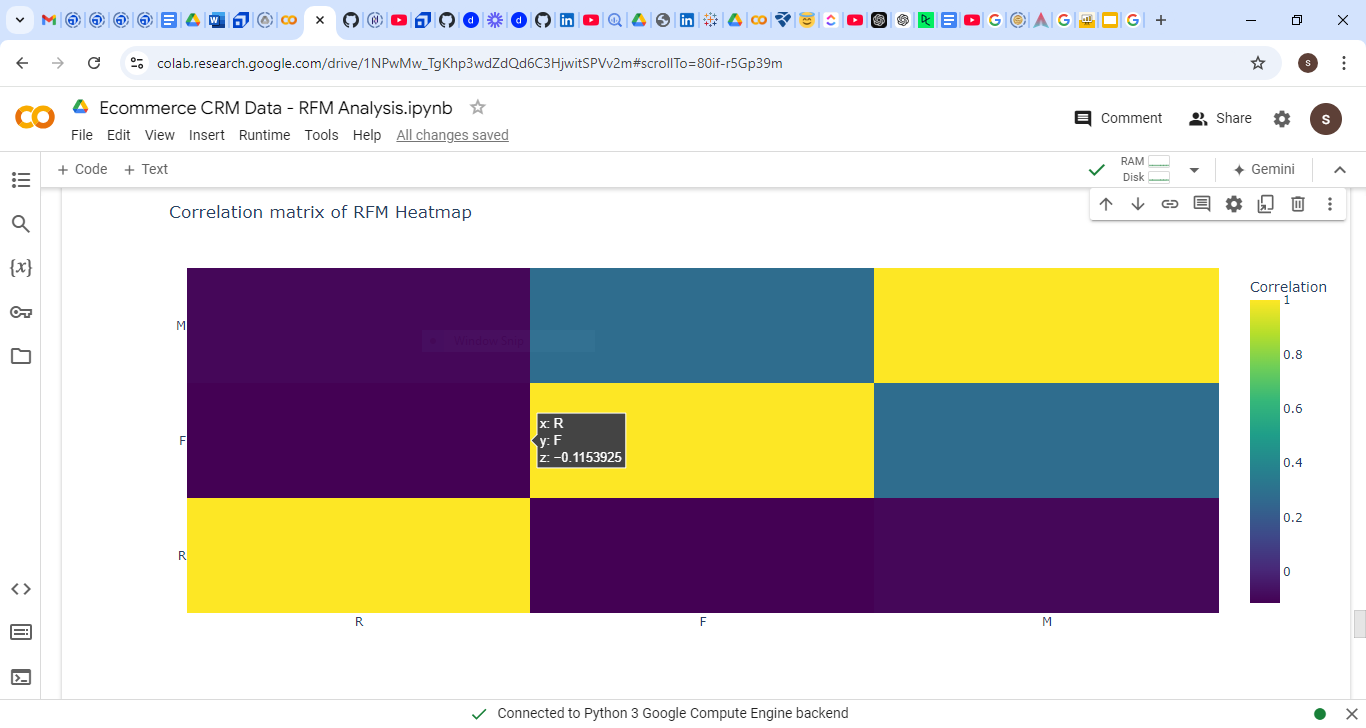 colab.research.google.com/drive/1NPwMw_TgKhp3wdZdQd6C3HjwitSPVv2m#scrollTo=80if-r5Gp39m
S
Ecommerce CRM Data - RFM Analysis.ipynb
File Edit View Insert Runtime Tools Help All changes saved
Comment Share S
+ Code + Text
RAM
Disk
Gemini
{x}
Correlation matrix of RFM Heatmap
Correlation
M
F
R
x: R
y: F
z: −0.1153925
R F M
1
0.8
0.6
0.4
0.2
0
Connected to Python 3 Google Compute Engine backend